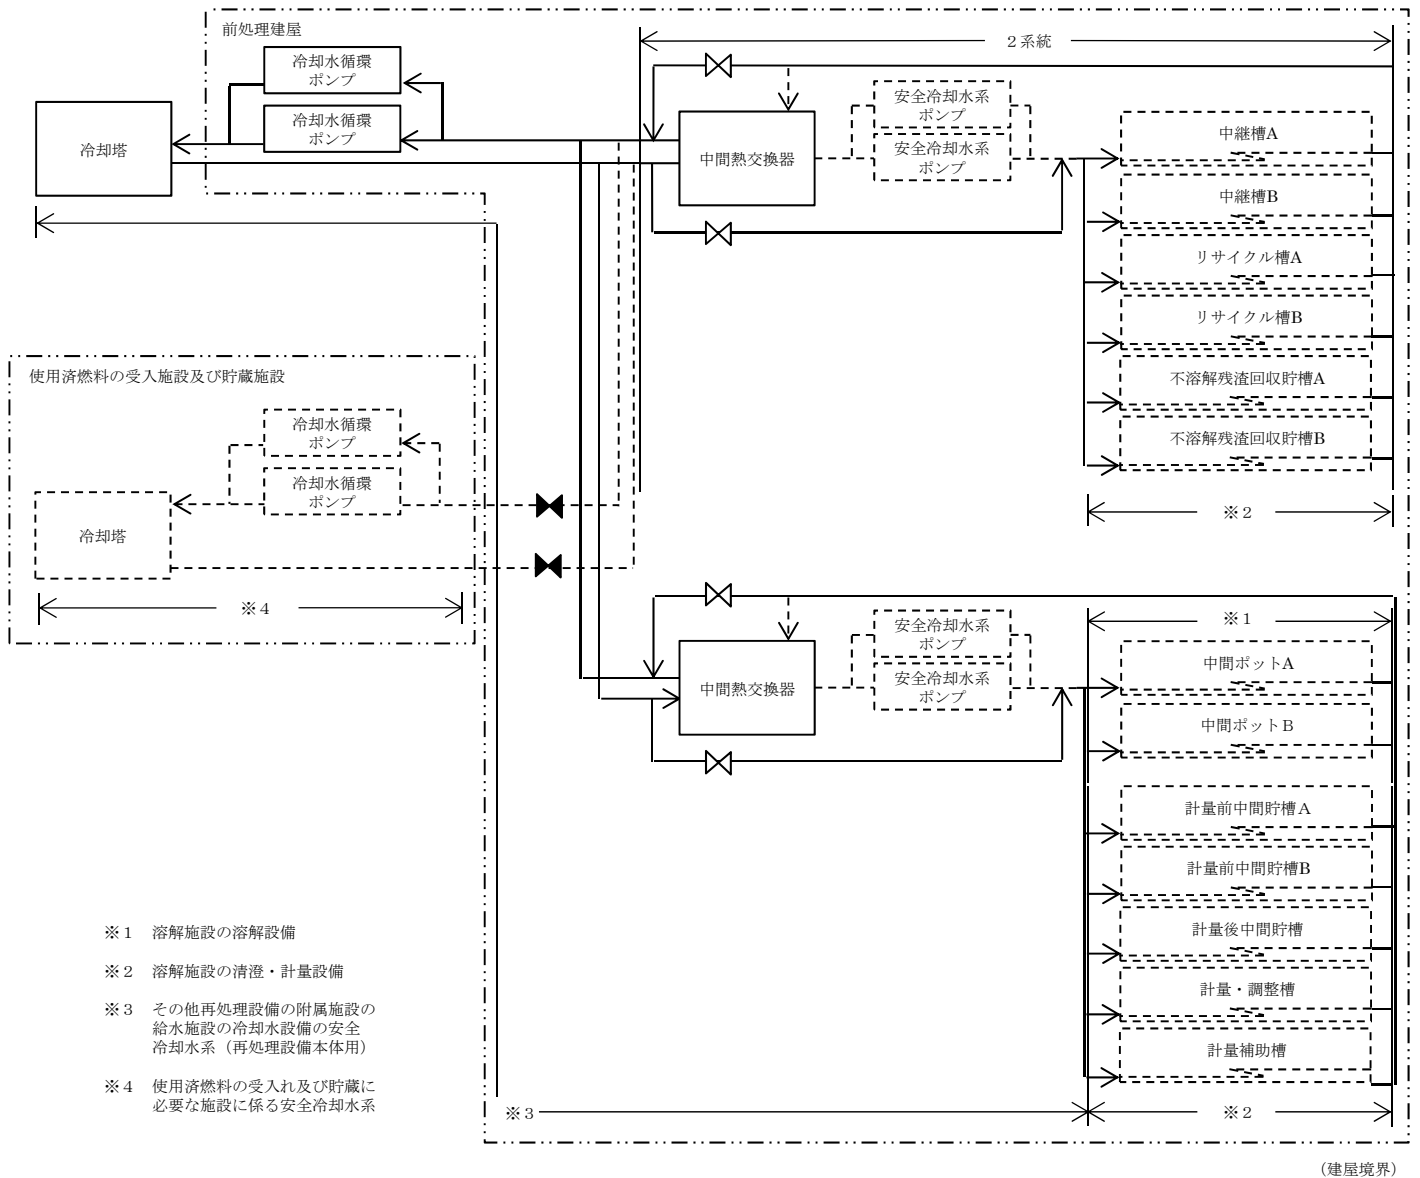 前処理建屋
冷却水循環
ポンプ
冷却水循環
ポンプ
冷却塔
2系統
中間熱交換器
安全冷却水系
ポンプ
安全冷却水系
ポンプ
中継槽A
中継槽B
リサイクル槽A
リサイクル槽B
不溶解残渣回収貯槽A
不溶解残渣回収貯槽B
※2
使用済燃料の受入施設及び貯蔵施設
冷却水循環
ポンプ
冷却水循環
ポンプ
冷却塔
※4
中間熱交換器
安全冷却水系
ポンプ
安全冷却水系
ポンプ
※1
中間ポットA
中間ポットB
計量前中間貯槽A
計量前中間貯槽B
計量後中間貯槽
計量・調整槽
計量補助槽
※3
※2
※1 溶解施設の溶解設備
※2 溶解施設の清澄・計量設備
※3 その他再処理設備の附属施設の
給水施設の冷却水設備の安全
冷却水系（再処理設備本体用）
※4 使用済燃料の受入れ及び貯蔵に
必要な施設に係る安全冷却水系
（建屋境界）